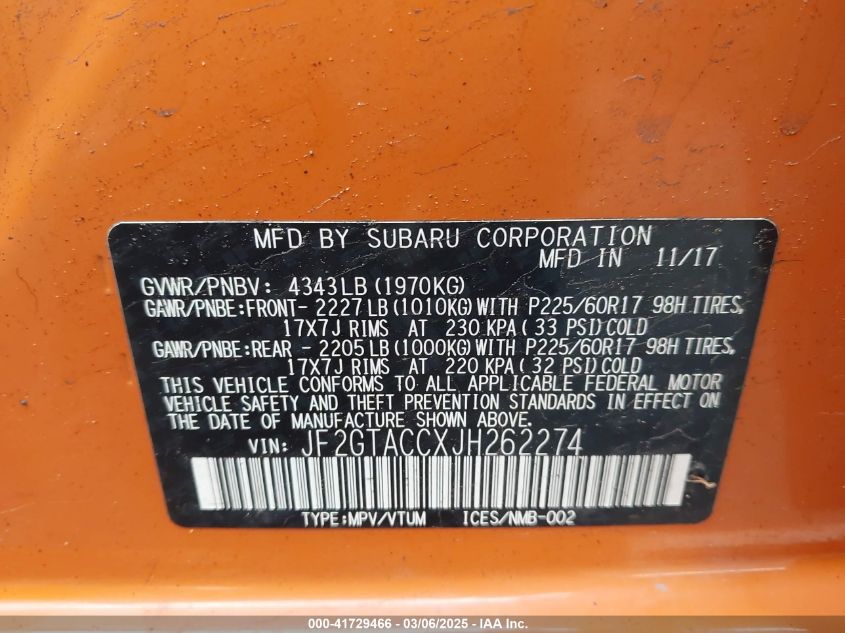 MFD BY SUBARU CORPORATION
MFD IN 11/17
GVWR/PNBV: 4343LB (1970KG)
GAWR/PNBE:FRONT- 2227LB(1010KG)WITH P225/60R17 98H TIRES,
17X7J RIMS AT 230 KPA( 33 PSI)COLD
GAWR/PNBE:REAR - 2205LB(1000KG)WITH P225/60R17 98H TIRES,
17X7J RIMS AT 220 KPA( 32 PSI)COLD
THIS VEHICLE CONFORMS TO ALL APPLICABLE FEDERAL MOTOR
VEHICLE SAFETY AND THEFT PREVENTION STANDARDS IN EFFECT ON
THE DATE OF MANUFACTURE SHOWN ABOVE.
VIN: JF2GTACCXJH262274
TYPE:MPV/VTUM ICES/NMB-002
000-41729466 - 03/06/2025 - IAA Inc.